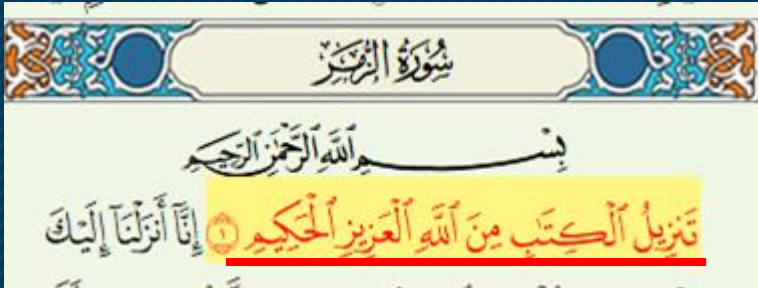 سُورَةُ الزُّمَرِ
بِسْمِ ٱللَّهِ ٱلرَّحْمَٰنِ ٱلرَّحِيمِ
تَنزِيلُ ٱلْكِتَٰبِ مِنَ ٱللَّهِ ٱلْعَزِيزِ ٱلْحَكِيمِ ۝١ إِنَّآ أَنزَلْنَآ إِلَيْكَ